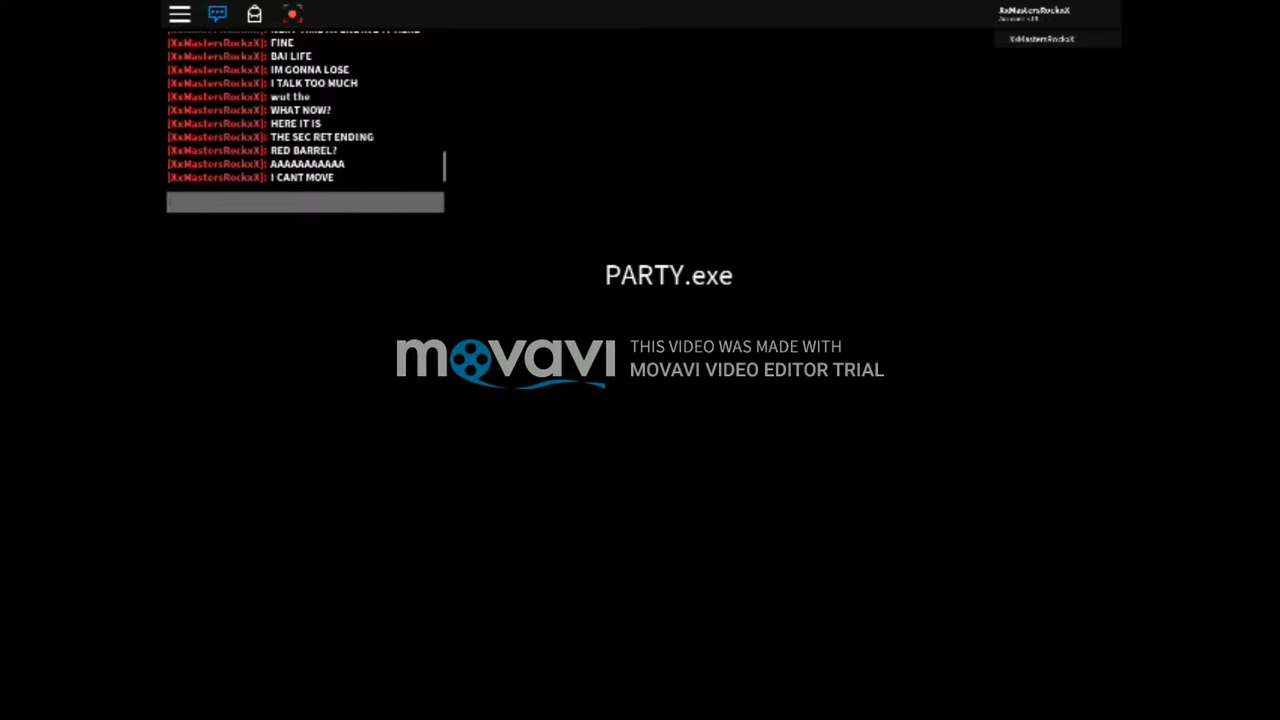 XxMastersRockxX
XxMastersRockxX
[XxMastersRockxX]: FINE
[XxMastersRockxX]: BAI LIFE
[XxMastersRockxX]: IM GONNA LOSE
[XxMastersRockxX]: I TALK TOO MUCH
[XxMastersRockxX]: wut the
[XxMastersRockxX]: WHAT NOW?
[XxMastersRockxX]: HERE IT IS
[XxMastersRockxX]: THE SEC RET ENDING
[XxMastersRockxX]: RED BARREL?
[XxMastersRockxX]: AAAAAAAAAAA
[XxMastersRockxX]: I CANT MOVE
PARTY.exe
movavi
THIS VIDEO WAS MADE WITH
MOVAVI VIDEO EDITOR TRIAL